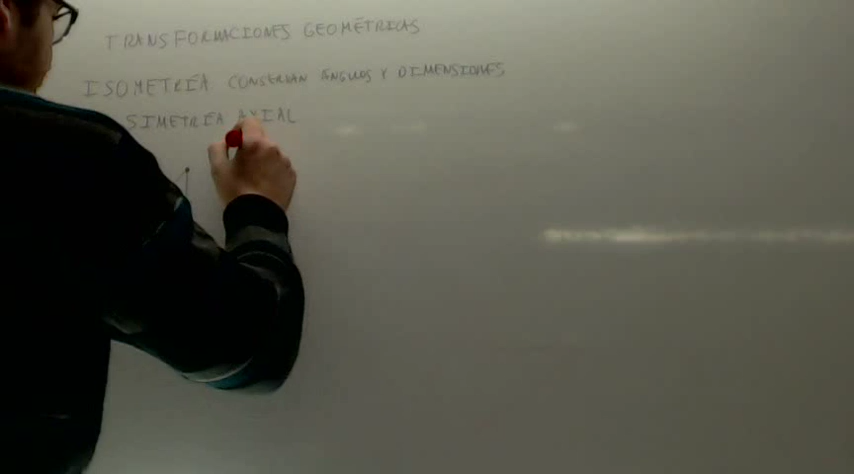 TRANSFORMACIONES GEOMÉTRICAS
ISOMETRÍA CONSERVAN ÁNGULOS Y DIMENSIONES
SIMETRÍA AXIAL